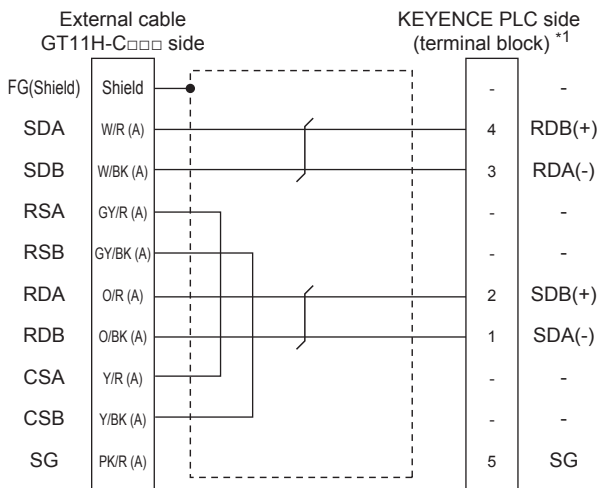 External cable
GT11H-C□□□ side
KEYENCE PLC side
(terminal block) *1
FG(Shield) Shield - -
SDA W/R (A) 4 RDB(+)
SDB W/BK (A) 3 RDA(-)
RSA GY/R (A) - -
RSB GY/BK (A) - -
RDA O/R (A) 2 SDB(+)
RDB O/BK (A) 1 SDA(-)
CSA Y/R (A) - -
CSB Y/BK (A) - -
SG PK/R (A) 5 SG